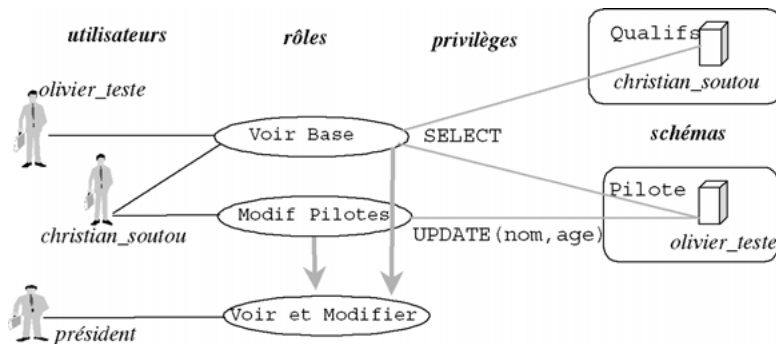 utilisateurs
rôles
privilèges
Qualifs
christian_soutou
olivier_teste
Voir Base
SELECT
schémas
Modif Pilotes
Pilote
christian_soutou
UPDATE(nom,age)
olivier_teste
Voir et Modifier
président